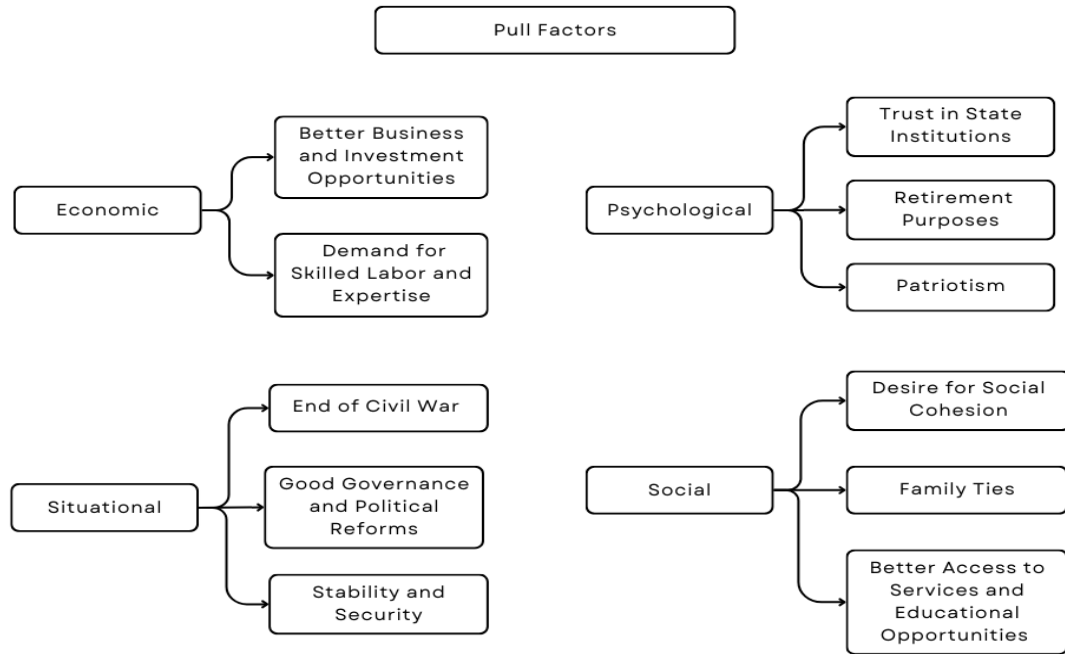 Pull Factors
Economic
Better Business
and Investment
Opportunities
Demand for
Skilled Labor and
Expertise
Psychological
Trust in State
Institutions
Retirement
Purposes
Patriotism
Situational
End of Civil War
Good Governance
and Political
Reforms
Stability and
Security
Social
Desire for Social
Cohesion
Family Ties
Better Access to
Services and
Educational
Opportunities